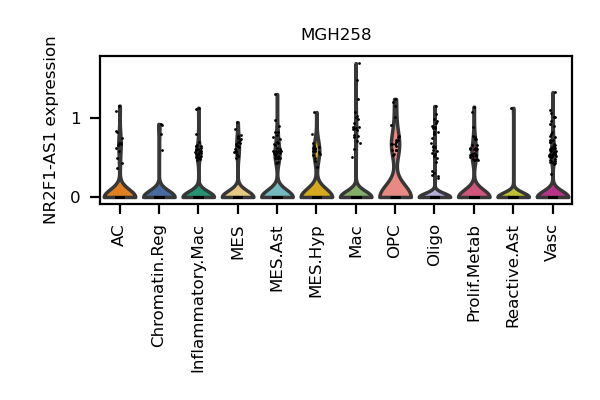 MGH258
NR2F1-AS1 expression
1
0
AC
Chromatin.Reg
Inflammatory.Mac
MES
MES.Ast
MES.Hyp
Mac
OPC
Oligo
Prolif.Metab
Reactive.Ast
Vasc